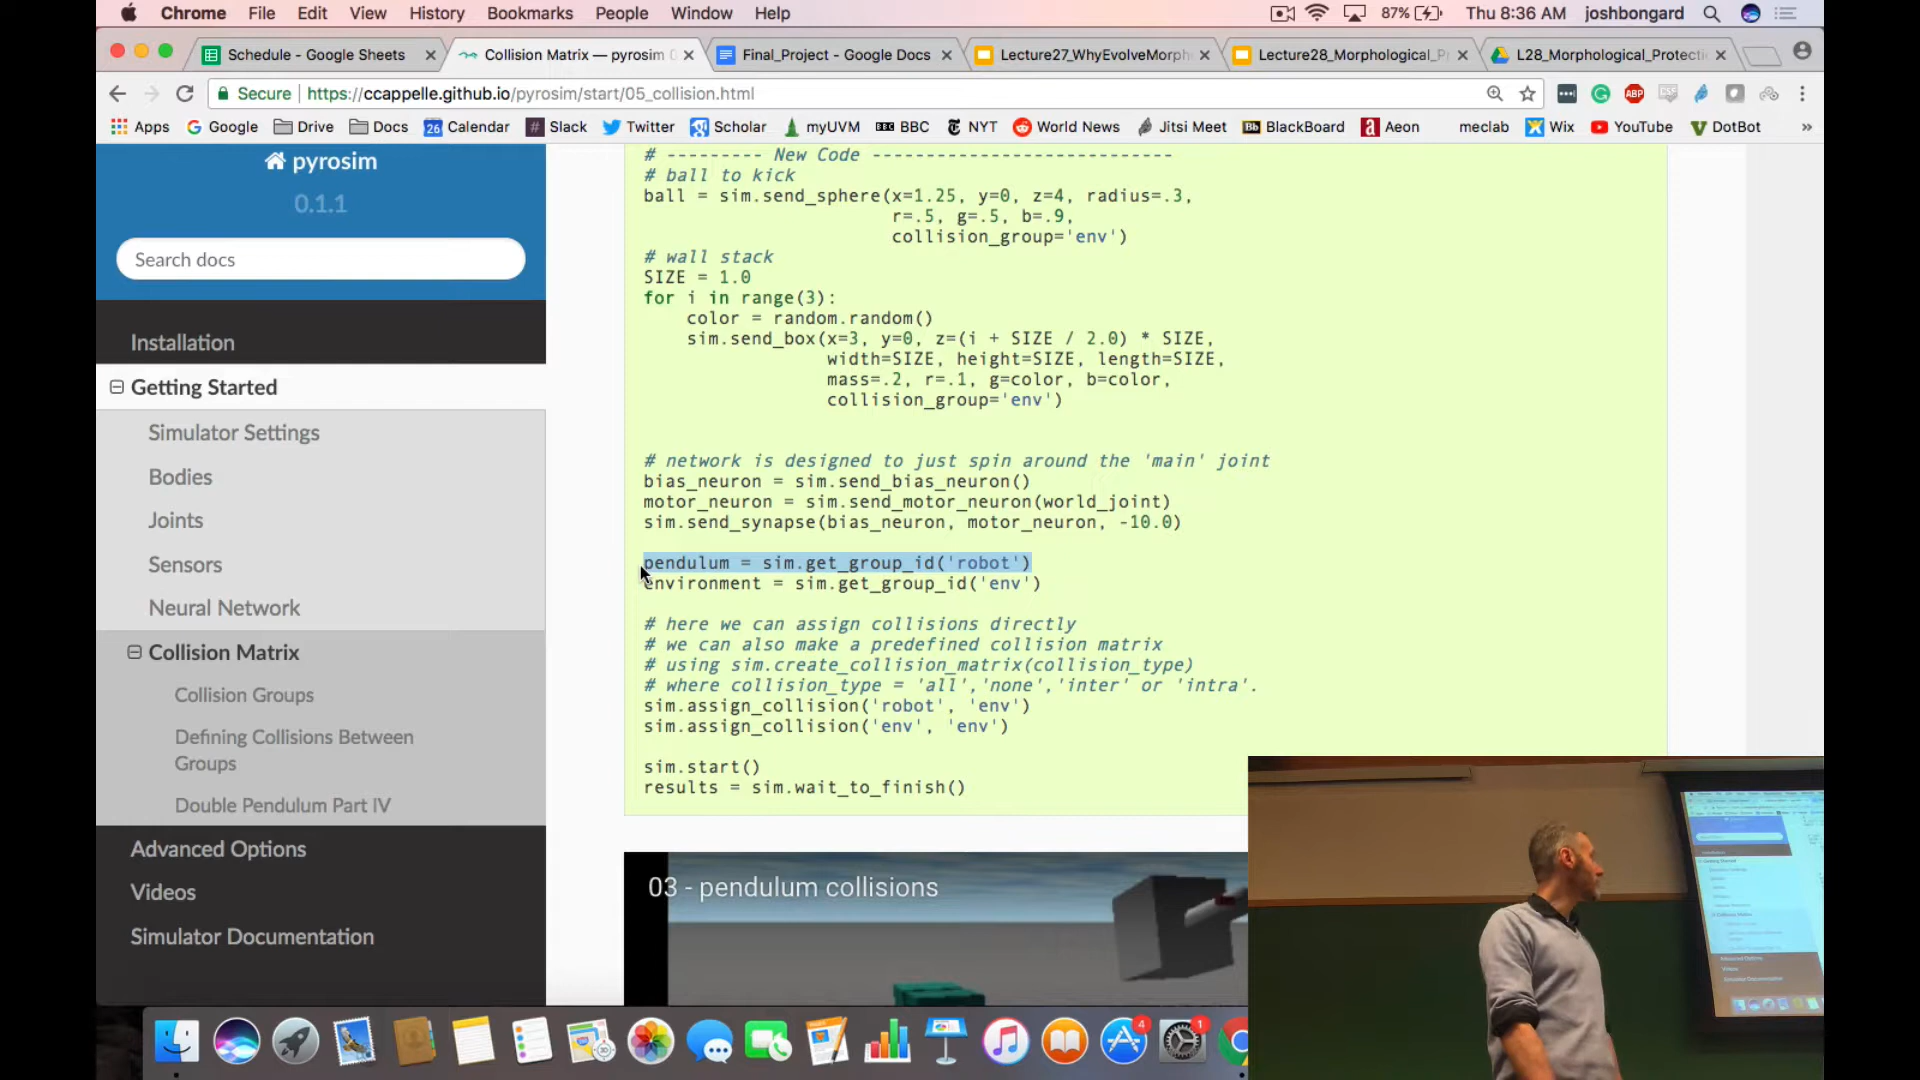 Chrome File Edit View History Bookmarks People Window Help 87% Thu 8:36 AM joshbongard
Schedule - Google Sheets Collision Matrix — pyrosim 0 Final_Project - Google Docs Lecture27_WhyEvolveMorph Lecture28_Morphological_P L28_Morphological_Protecti
Secure https://ccappelle.github.io/pyrosim/start/05_collision.html
Apps Google Drive Docs Calendar Slack Twitter Scholar myUVM BBC NYT World News Jitsi Meet BlackBoard Aeon meclab Wix YouTube DotBot »
pyrosim
0.1.1
Search docs
Installation
Getting Started
Simulator Settings
Bodies
Joints
Sensors
Neural Network
Collision Matrix
Collision Groups
Defining Collisions Between
Groups
Double Pendulum Part IV
Advanced Options
Videos
Simulator Documentation
# --------- New Code ----------------------------
# ball to kick
ball = sim.send_sphere(x=1.25, y=0, z=4, radius=.3,
r=.5, g=.5, b=.9,
collision_group='env')
# wall stack
SIZE = 1.0
for i in range(3):
color = random.random()
sim.send_box(x=3, y=0, z=(i + SIZE / 2.0) * SIZE,
width=SIZE, height=SIZE, length=SIZE,
mass=.2, r=.1, g=color, b=color,
collision_group='env')
# network is designed to just spin around the 'main' joint
bias_neuron = sim.send_bias_neuron()
motor_neuron = sim.send_motor_neuron(world_joint)
sim.send_synapse(bias_neuron, motor_neuron, -10.0)
pendulum = sim.get_group_id('robot')
environment = sim.get_group_id('env')
# here we can assign collisions directly
# we can also make a predefined collision matrix
# using sim.create_collision_matrix(collision_type)
# where collision_type = 'all','none','inter' or 'intra'.
sim.assign_collision('robot', 'env')
sim.assign_collision('env', 'env')
sim.start()
results = sim.wait_to_finish()
03 - pendulum collisions